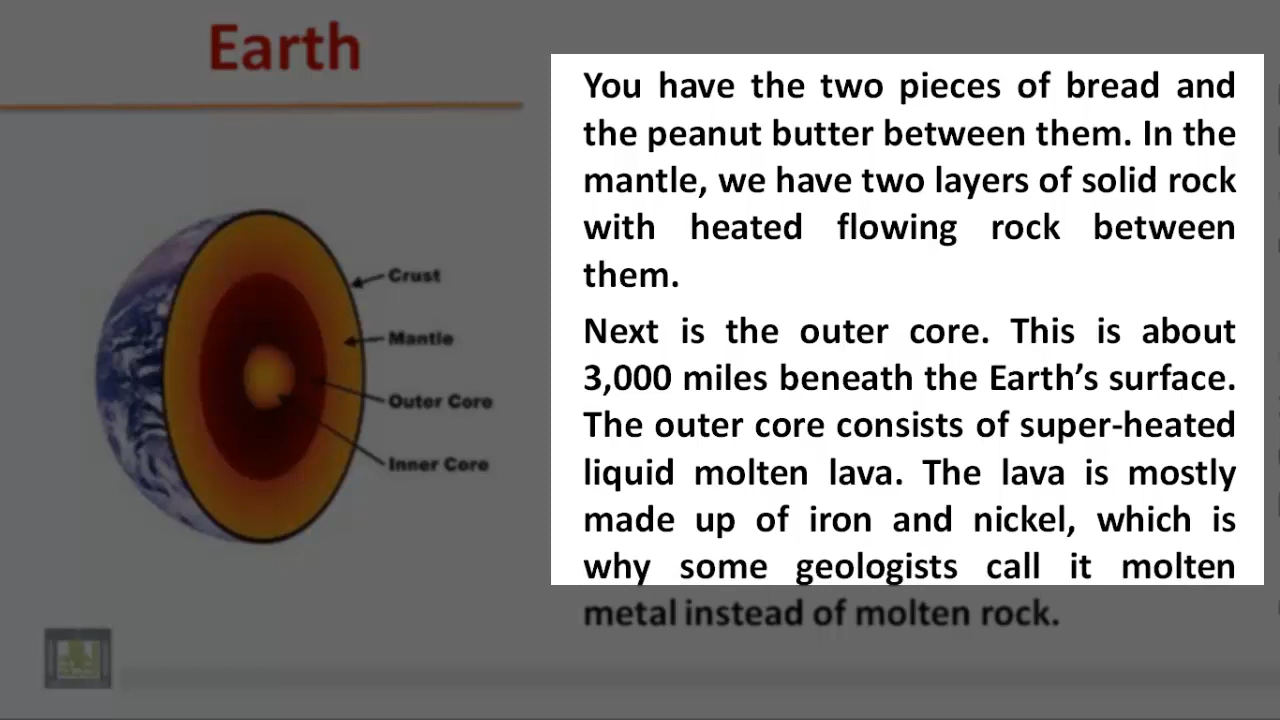 Earth
You have the two pieces of bread and
the peanut butter between them. In the
mantle, we have two layers of solid rock
with heated flowing rock between
them.
Next is the outer core. This is about
3,000 miles beneath the Earth’s surface.
The outer core consists of super-heated
liquid molten lava. The lava is mostly
made up of iron and nickel, which is
why some geologists call it molten
metal instead of molten rock.
Crust
Mantle
Outer Core
Inner Core